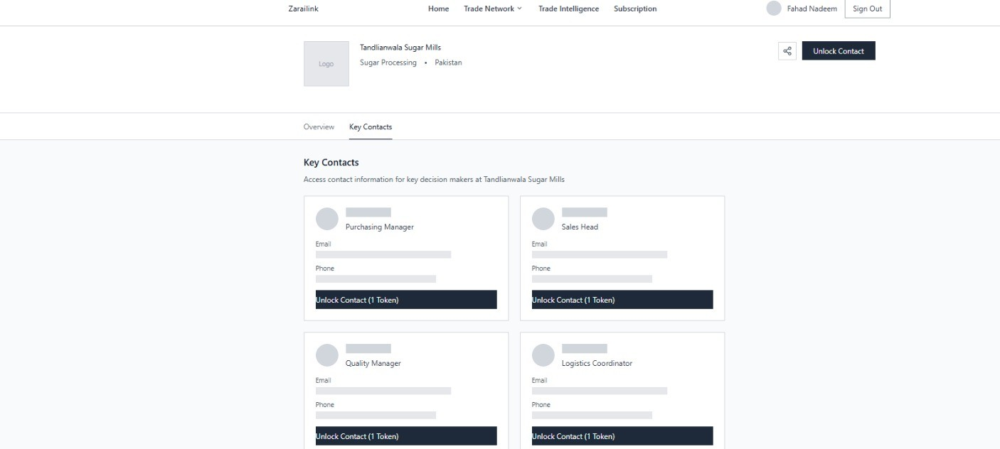 Zarailink Home Trade Network Trade Intelligence Subscription Fahad Nadeem Sign Out
Logo
Tandlianwala Sugar Mills
Sugar Processing • Pakistan
Unlock Contact
Overview Key Contacts
Key Contacts
Access contact information for key decision makers at Tandlianwala Sugar Mills
Purchasing Manager
Email
Phone
Unlock Contact (1 Token)
Sales Head
Email
Phone
Unlock Contact (1 Token)
Quality Manager
Email
Phone
Unlock Contact (1 Token)
Logistics Coordinator
Email
Phone
Unlock Contact (1 Token)